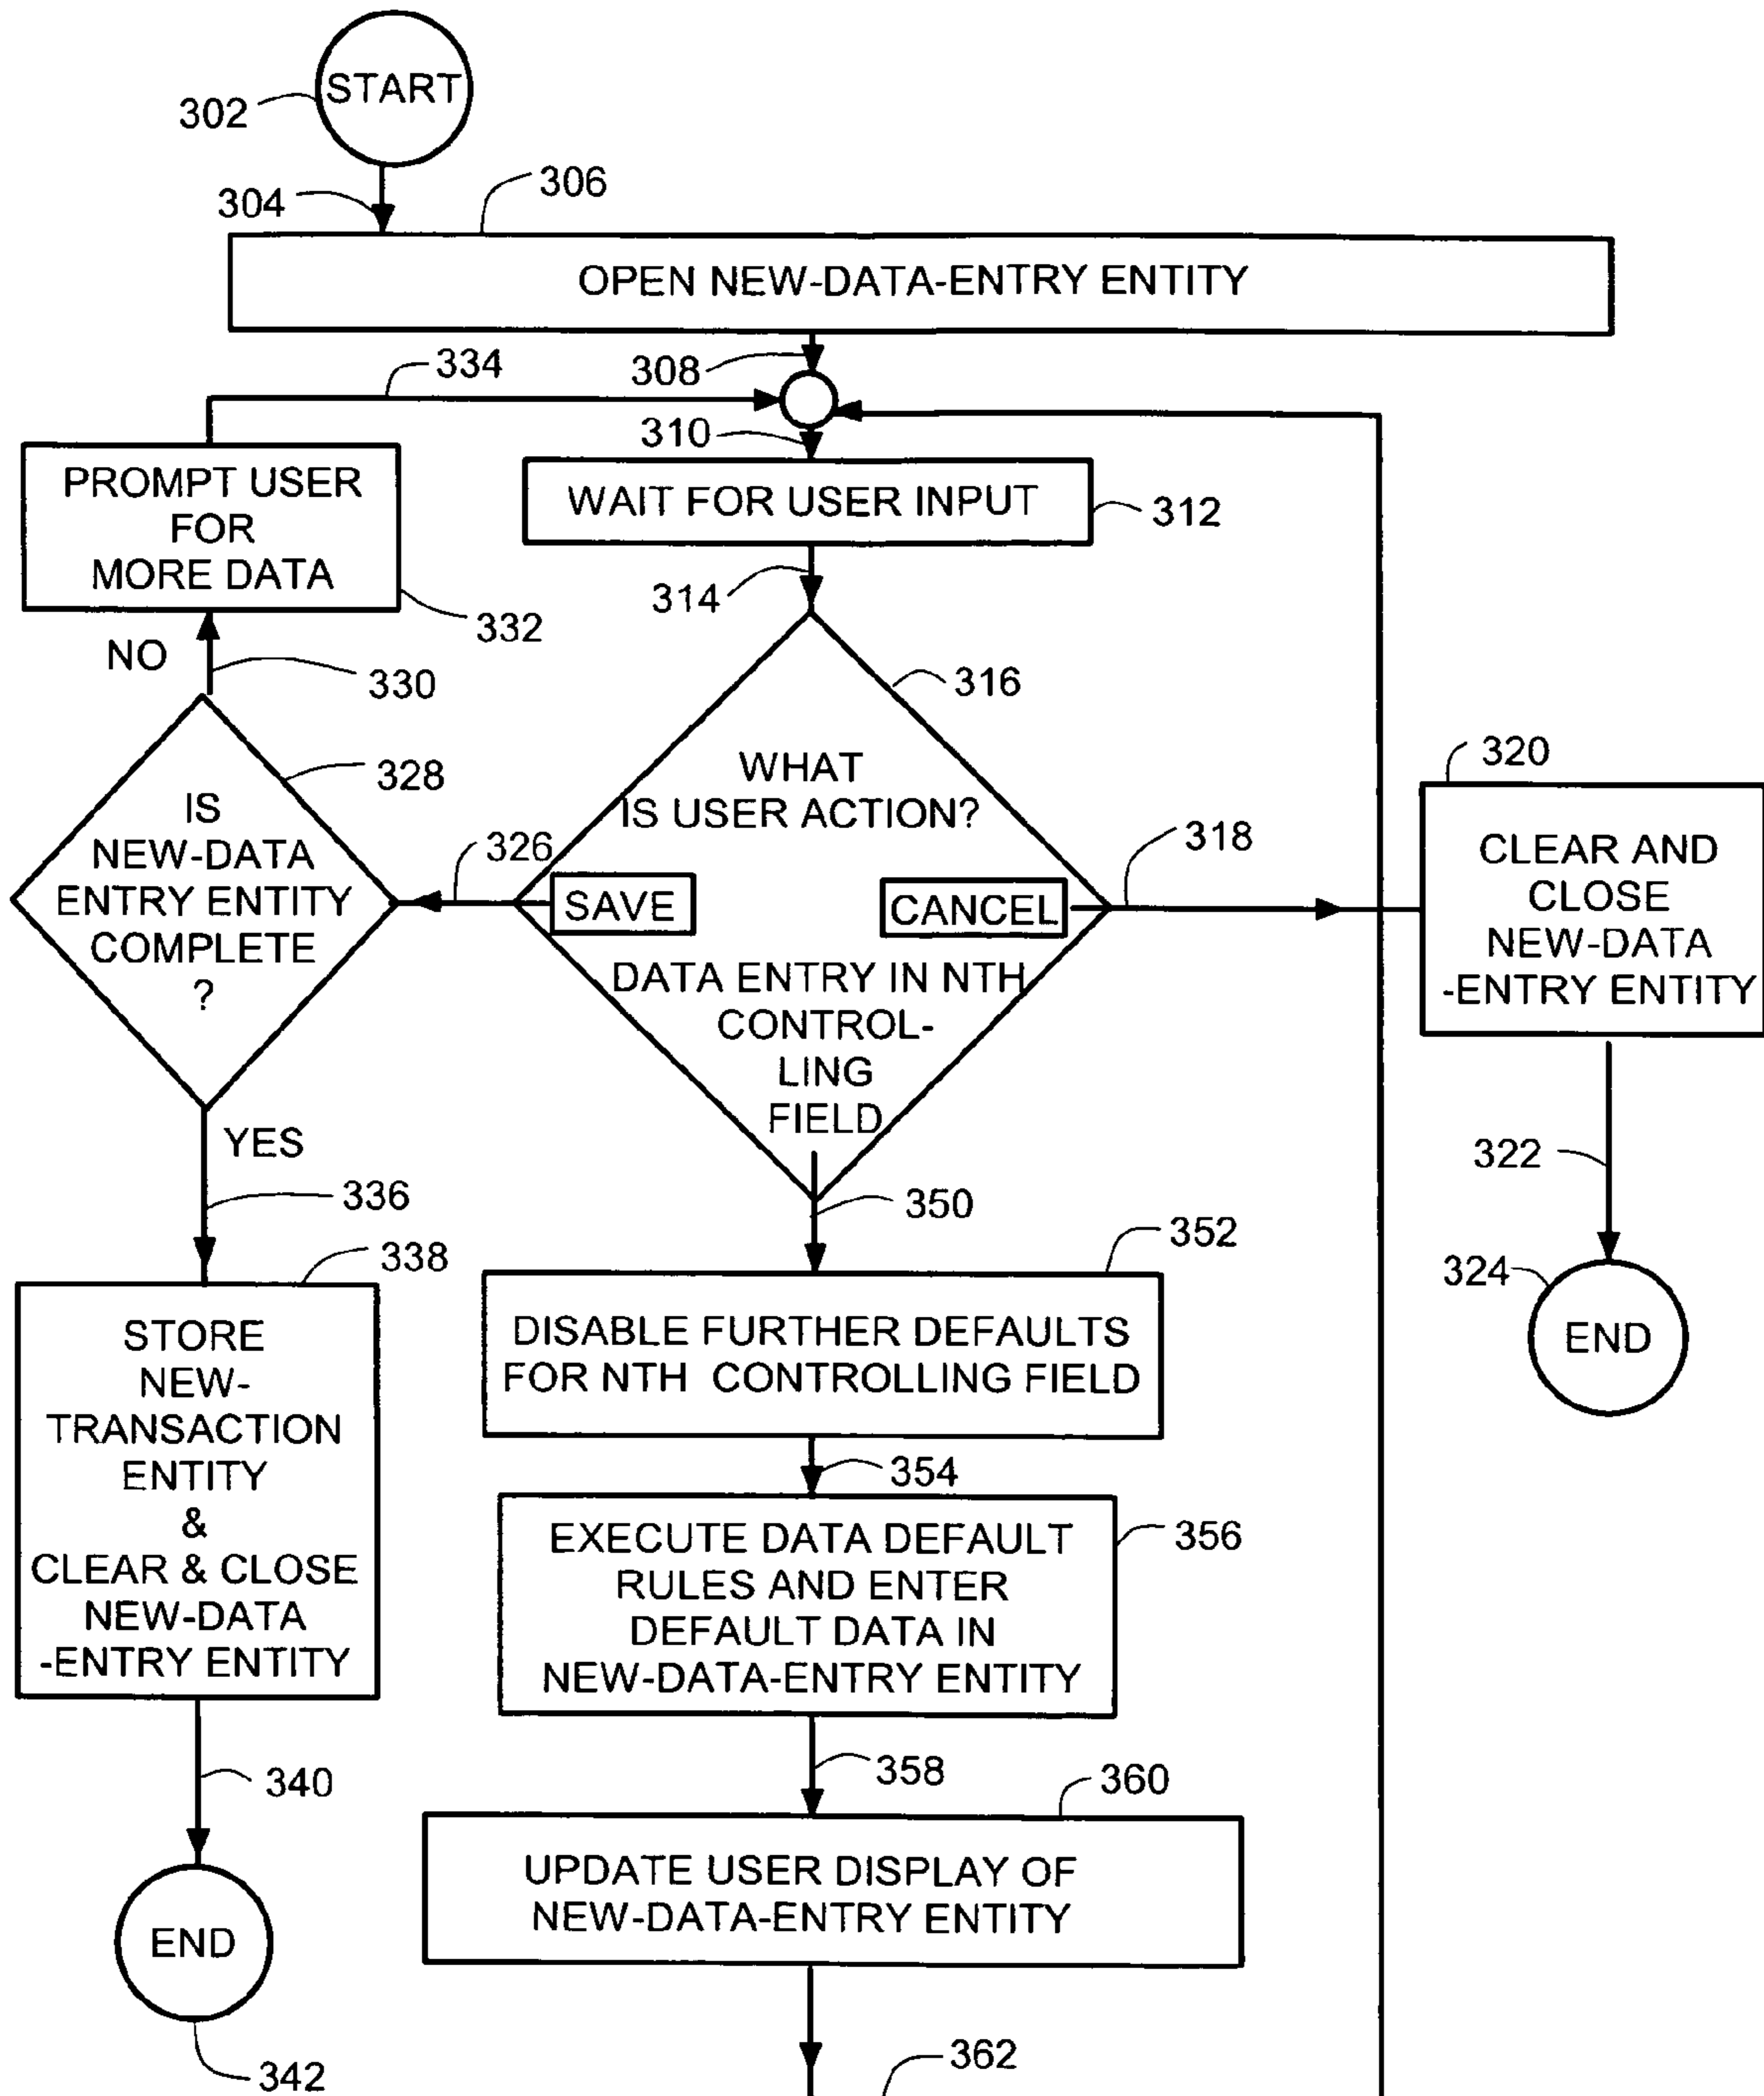 START
302
304
306
OPEN NEW-DATA-ENTRY ENTITY
308
334
310
PROMPT USER
FOR
MORE DATA
332
WAIT FOR USER INPUT
312
314
NO
330
316
WHAT
IS USER ACTION?
SAVE
CANCEL
DATA ENTRY IN NTH
CONTROL-
LING
FIELD
326
328
IS
NEW-DATA
ENTRY ENTITY
COMPLETE
?
318
320
CLEAR AND
CLOSE
NEW-DATA
-ENTRY ENTITY
322
324
END
YES
336
338
STORE
NEW-
TRANSACTION
ENTITY
&
CLEAR & CLOSE
NEW-DATA
-ENTRY ENTITY
340
END
342
350
352
DISABLE FURTHER DEFAULTS
FOR NTH CONTROLLING FIELD
354
EXECUTE DATA DEFAULT
RULES AND ENTER
DEFAULT DATA IN
NEW-DATA-ENTRY ENTITY
356
358
360
UPDATE USER DISPLAY OF
NEW-DATA-ENTRY ENTITY
362